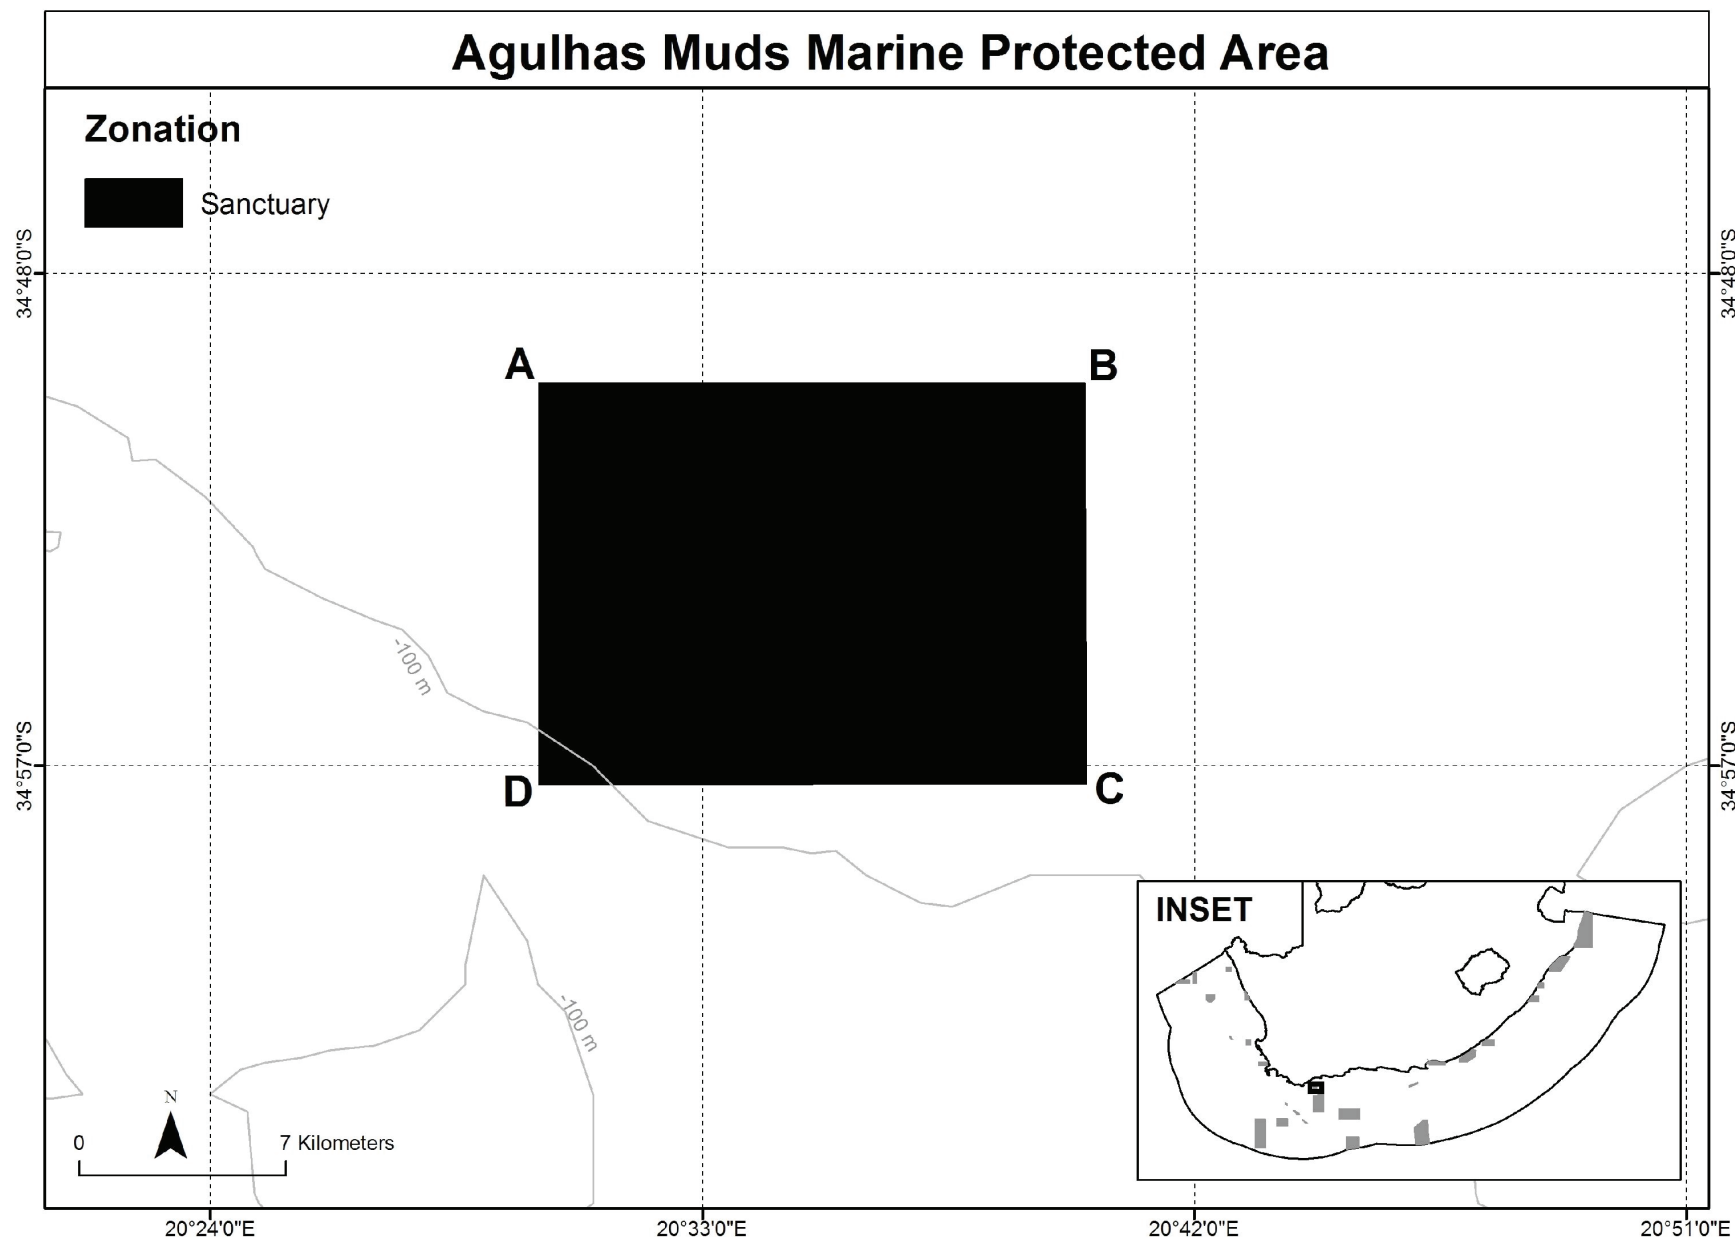 Agulhas Muds Marine Protected Area
Zonation
Sanctuary
34°48'0"S
34°48'0"S
A
B
-100 m
34°57'0"S
34°57'0"S
D
C
INSET
-100 m
N
0
7 Kilometers
20°24'0"E
20°33'0"E
20°42'0"E
20°51'0"E